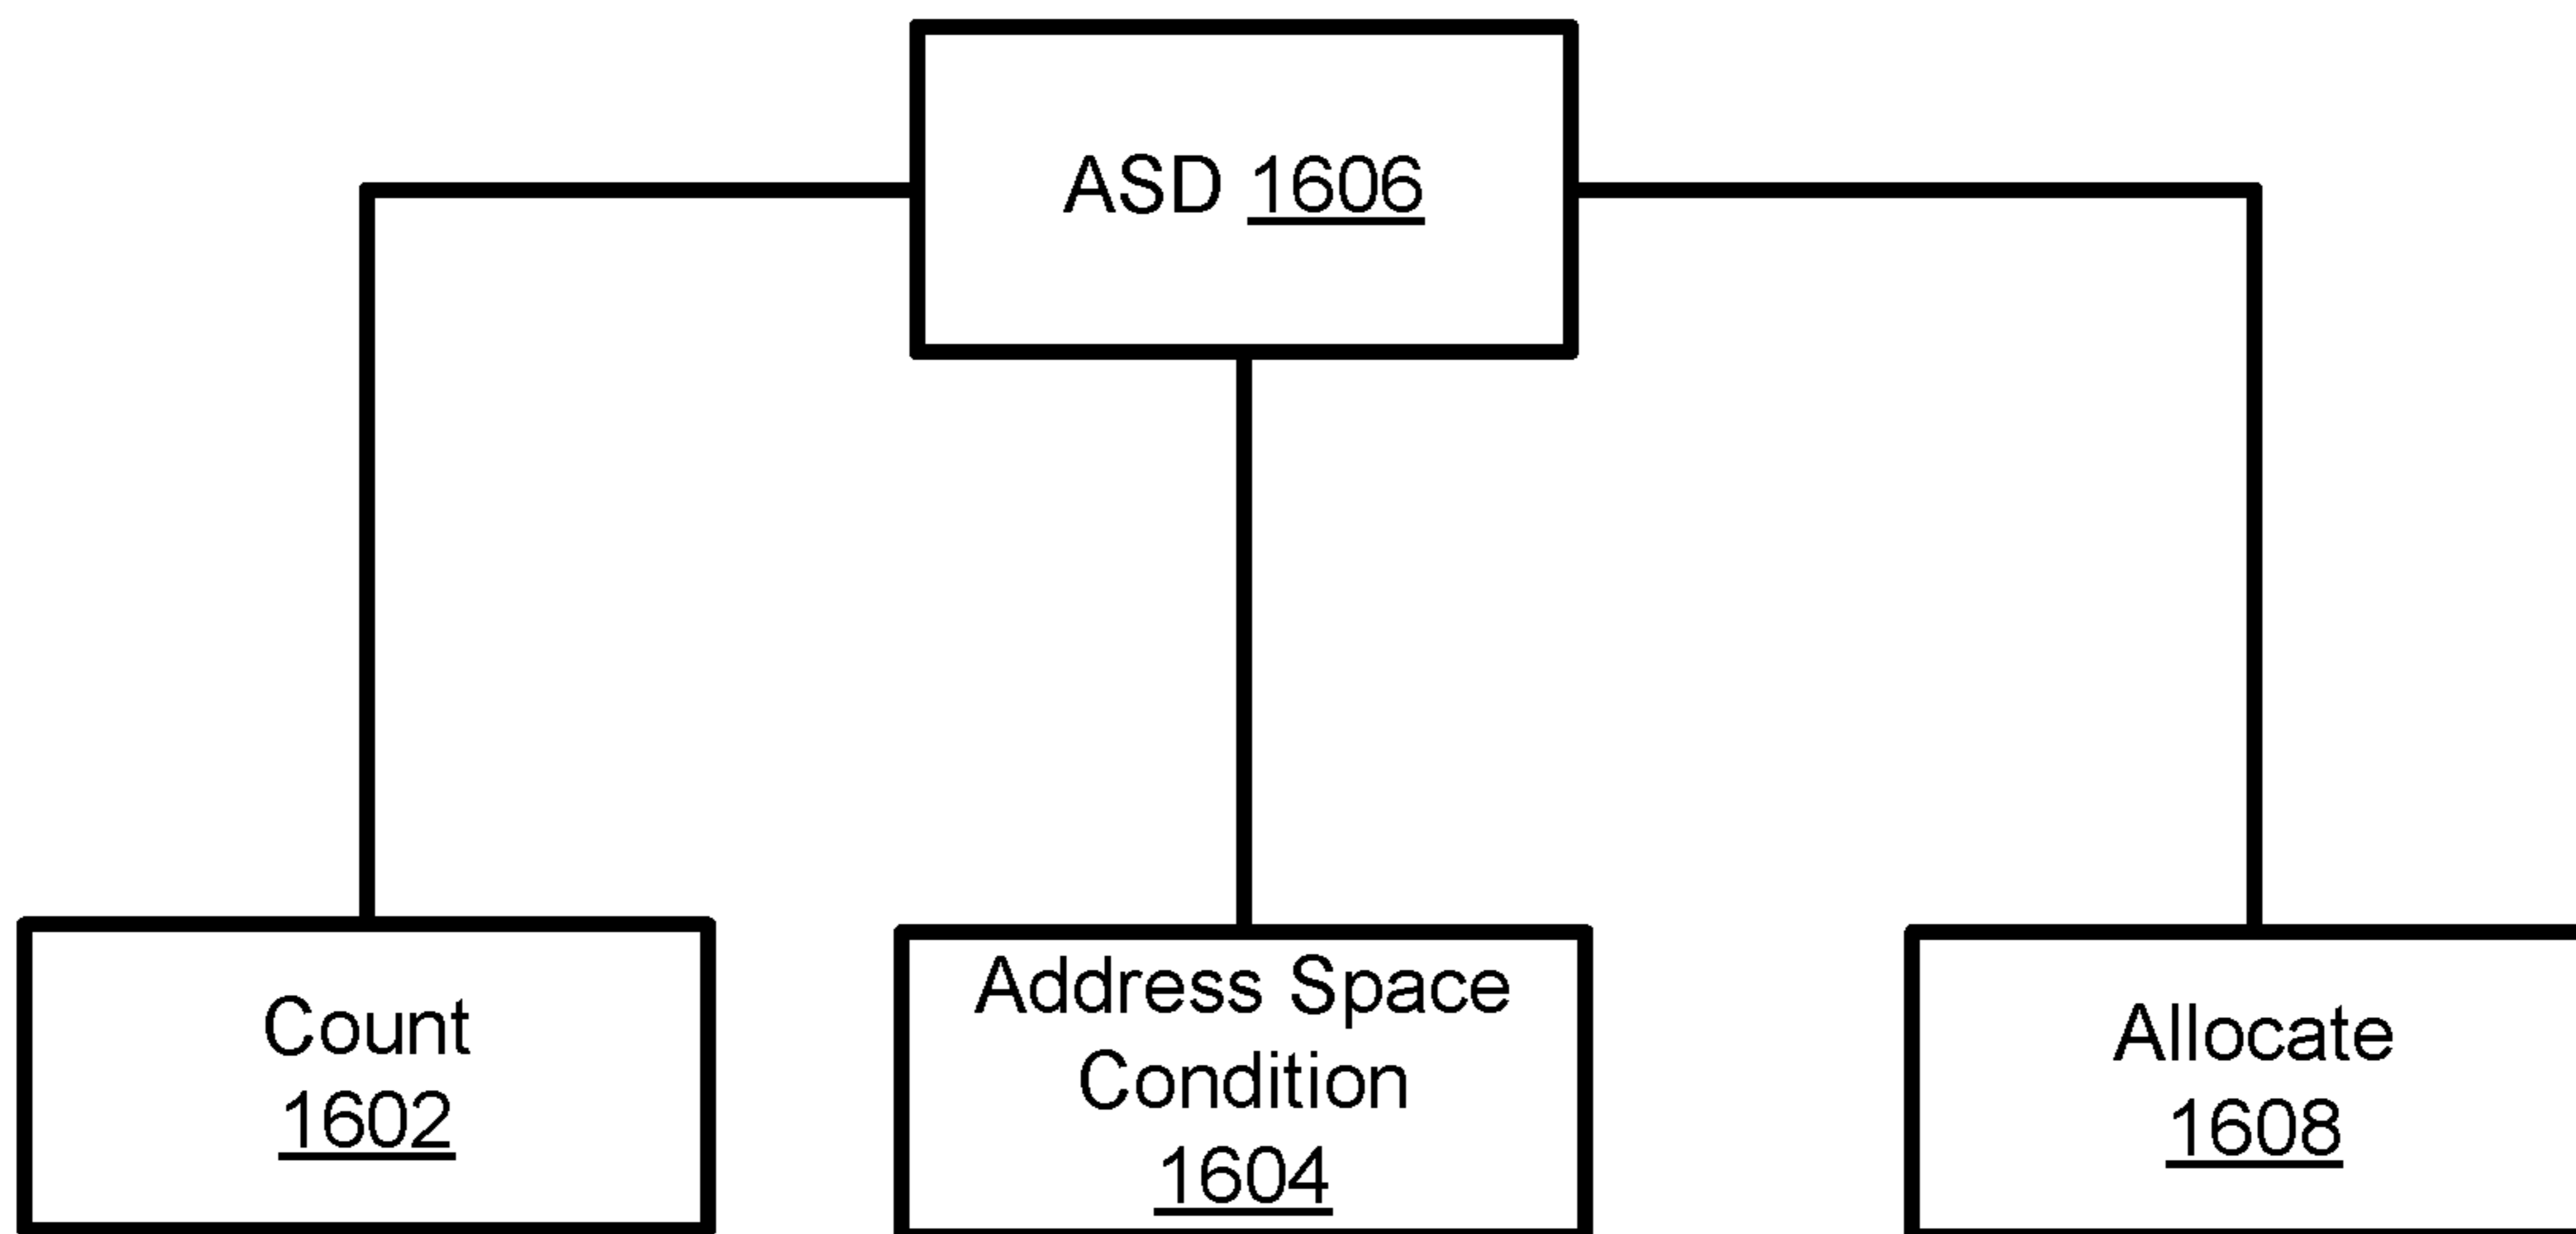 ASD 1606
Count
1602
Address Space
Condition
1604
Allocate
1608